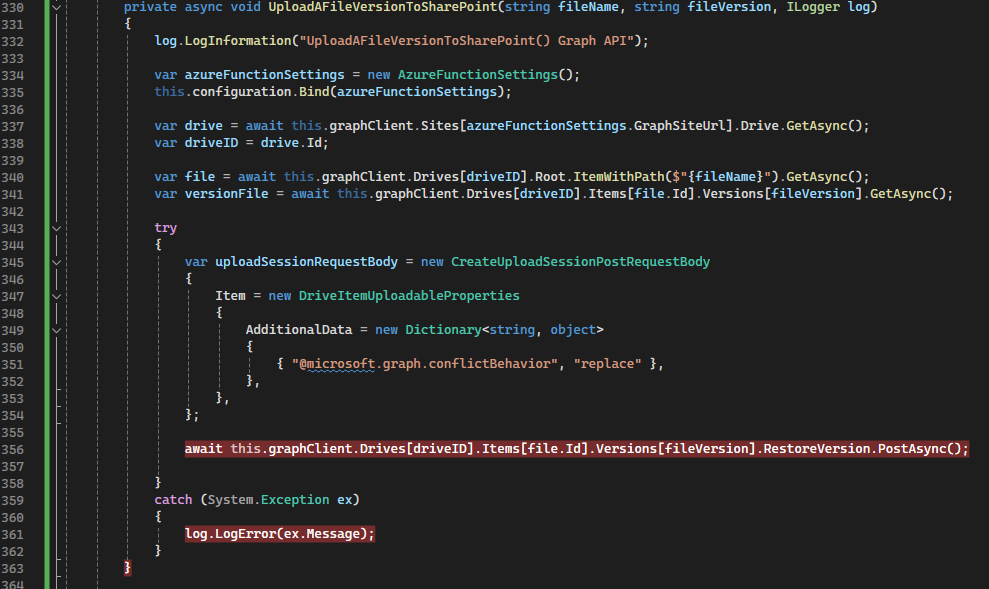 330 private async void UploadAFileVersionToSharePoint(string fileName, string fileVersion, ILogger log)
331 {
332 log.LogInformation("UploadAFileVersionToSharePoint() Graph API");
333
334 var azureFunctionSettings = new AzureFunctionSettings();
335 this.configuration.Bind(azureFunctionSettings);
336
337 var drive = await this.graphClient.Sites[azureFunctionSettings.GraphSiteUrl].Drive.GetAsync();
338 var driveID = drive.Id;
339
340 var file = await this.graphClient.Drives[driveID].Root.ItemWithPath($"{fileName}").GetAsync();
341 var versionFile = await this.graphClient.Drives[driveID].Items[file.Id].Versions[fileVersion].GetAsync();
342
343 try
344 {
345 var uploadSessionRequestBody = new CreateUploadSessionPostRequestBody
346 {
347 Item = new DriveItemUploadableProperties
348 {
349 AdditionalData = new Dictionary<string, object>
350 {
351 { "@microsoft.graph.conflictBehavior", "replace" },
352 },
353 },
354 };
355
356 await this.graphClient.Drives[driveID].Items[file.Id].Versions[fileVersion].RestoreVersion.PostAsync();
357
358 }
359 catch (System.Exception ex)
360 {
361 log.LogError(ex.Message);
362 }
363 }
364